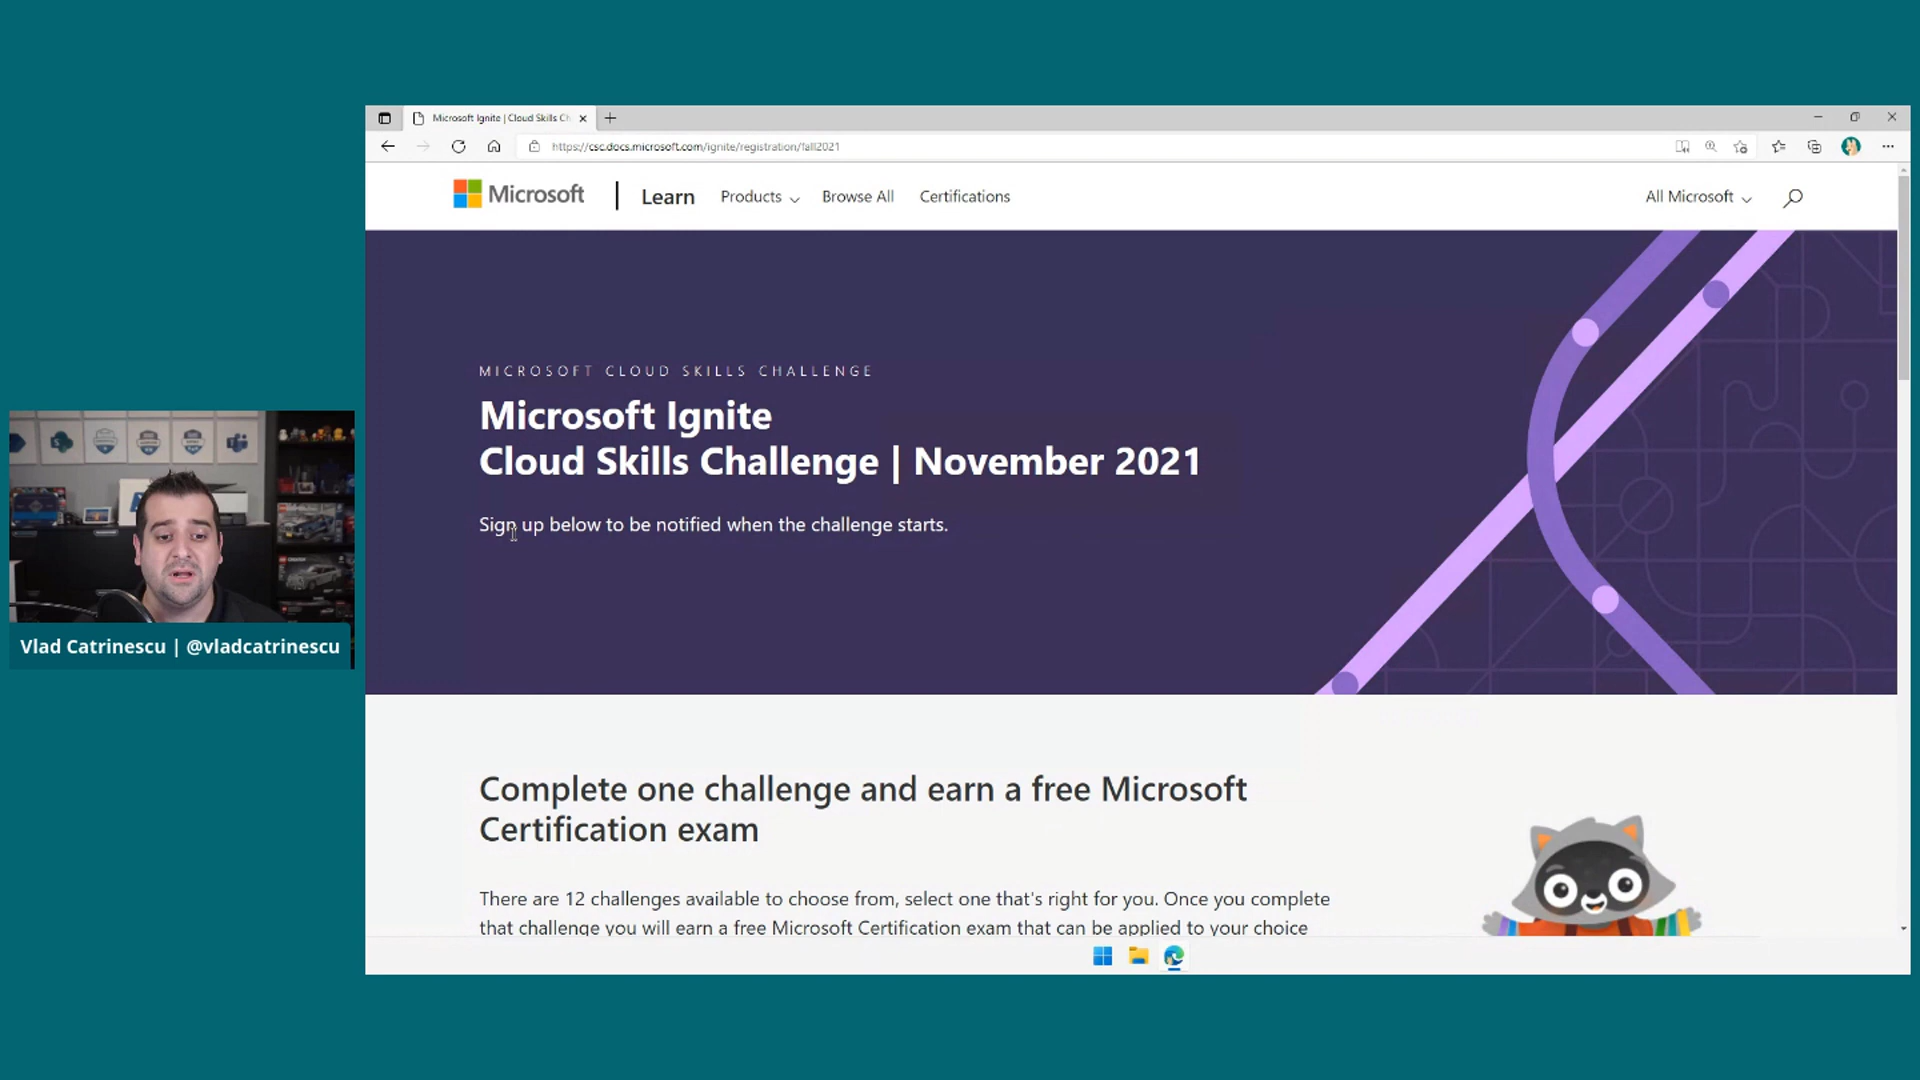 Microsoft Ignite | Cloud Skills Ch
https://csc.docs.microsoft.com/ignite/registration/fall2021
Microsoft | Learn Products Browse All Certifications All Microsoft
MICROSOFT CLOUD SKILLS CHALLENGE
Microsoft Ignite
Cloud Skills Challenge | November 2021
Sign up below to be notified when the challenge starts.
Vlad Catrinescu | @vladcatrinescu
Complete one challenge and earn a free Microsoft
Certification exam
There are 12 challenges available to choose from, select one that's right for you. Once you complete
that challenge you will earn a free Microsoft Certification exam that can be applied to your choice